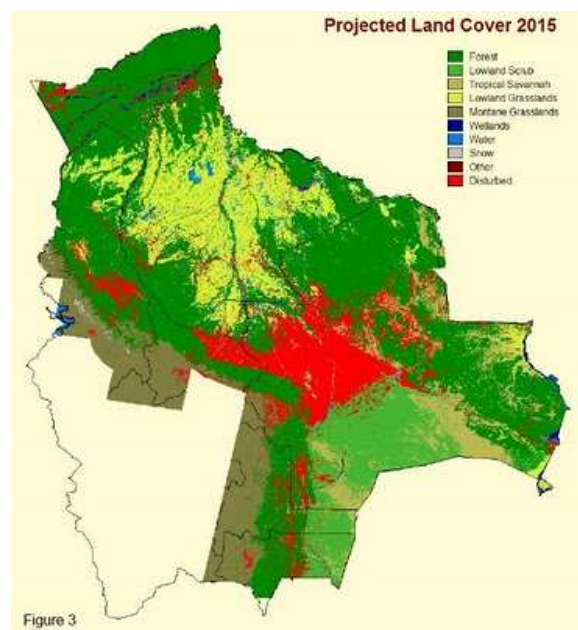 Projected Land Cover 2015
Forest
Lowland Scrub
Tropical Savannah
Lowland Grasslands
Montane Grasslands
Wetlands
Water
Snow
Other
Disturbed
Figure 3